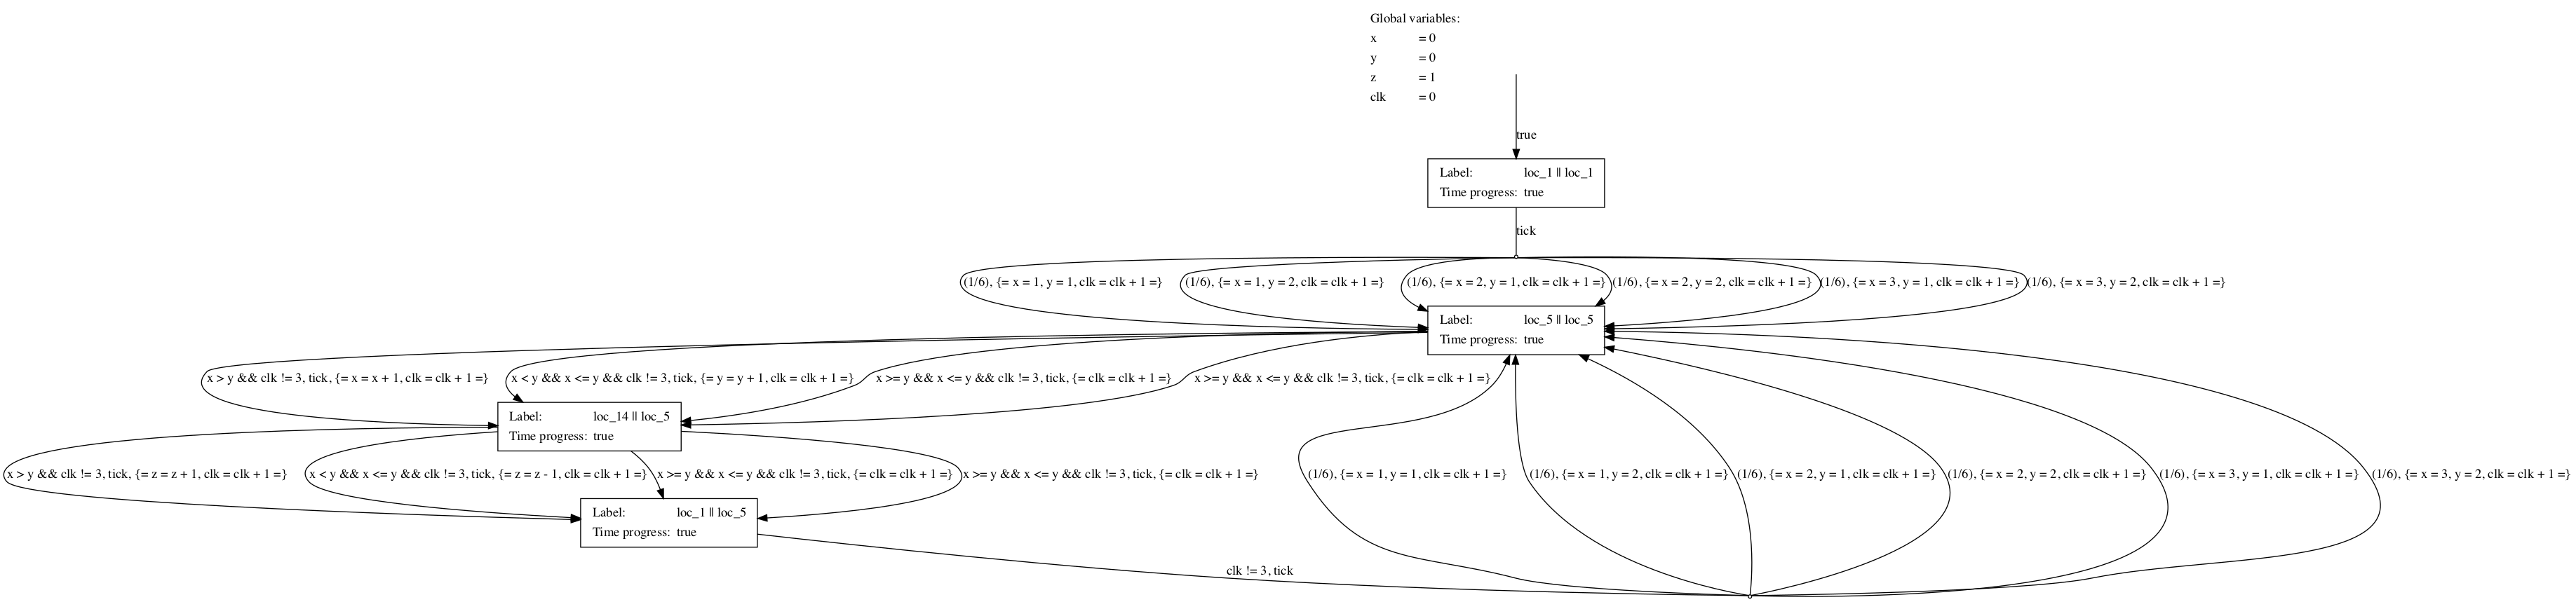 Global variables:
x = 0
y = 0
z = 1
clk = 0
true
Label: loc_1 || loc_1
Time progress: true
tick
(1/6), {= x = 1, y = 1, clk = clk + 1 =}
(1/6), {= x = 1, y = 2, clk = clk + 1 =}
(1/6), {= x = 2, y = 1, clk = clk + 1 =}
(1/6), {= x = 2, y = 2, clk = clk + 1 =}
(1/6), {= x = 3, y = 1, clk = clk + 1 =}
(1/6), {= x = 3, y = 2, clk = clk + 1 =}
Label: loc_5 || loc_5
Time progress: true
x > y && clk != 3, tick, {= x = x + 1, clk = clk + 1 =}
x < y && x <= y && clk != 3, tick, {= y = y + 1, clk = clk + 1 =}
x >= y && x <= y && clk != 3, tick, {= clk = clk + 1 =}
x >= y && x <= y && clk != 3, tick, {= clk = clk + 1 =}
Label: loc_14 || loc_5
Time progress: true
x > y && clk != 3, tick, {= z = z + 1, clk = clk + 1 =}
x < y && x <= y && clk != 3, tick, {= z = z - 1, clk = clk + 1 =}
x >= y && x <= y && clk != 3, tick, {= clk = clk + 1 =}
x >= y && x <= y && clk != 3, tick, {= clk = clk + 1 =}
(1/6), {= x = 1, y = 1, clk = clk + 1 =}
(1/6), {= x = 1, y = 2, clk = clk + 1 =}
(1/6), {= x = 2, y = 1, clk = clk + 1 =}
(1/6), {= x = 2, y = 2, clk = clk + 1 =}
(1/6), {= x = 3, y = 1, clk = clk + 1 =}
(1/6), {= x = 3, y = 2, clk = clk + 1 =}
Label: loc_1 || loc_5
Time progress: true
clk != 3, tick